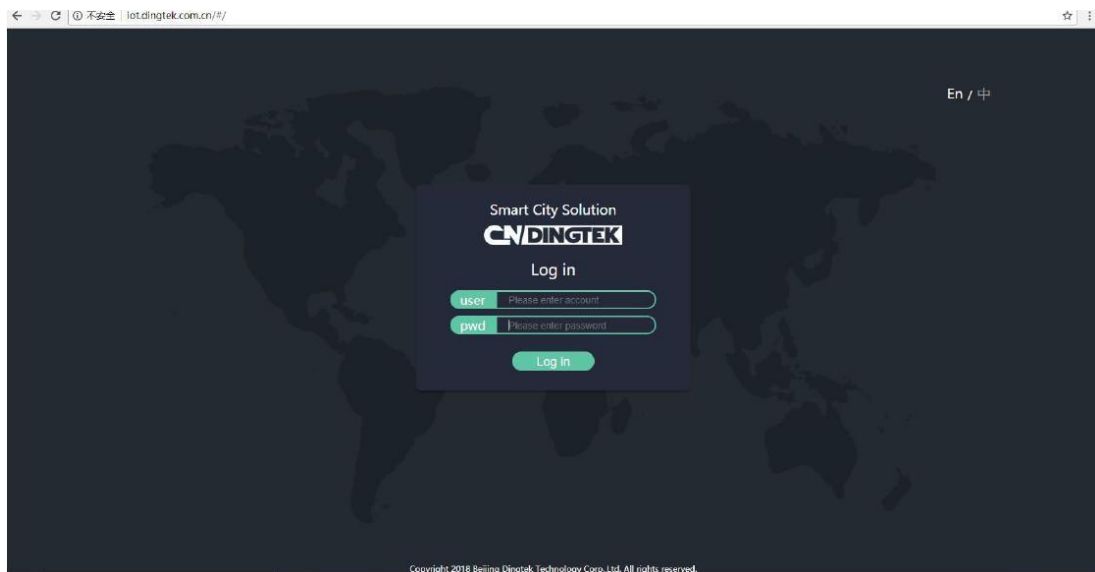 不安全 iot.dingtek.com.cn/#/
En / 中
Smart City Solution
CN/DINGTEK
Log in
user Please enter account
pwd Please enter password
Log in
Copyright 2018 Beijing Dingtek Technology Corp. Ltd. All rights reserved.